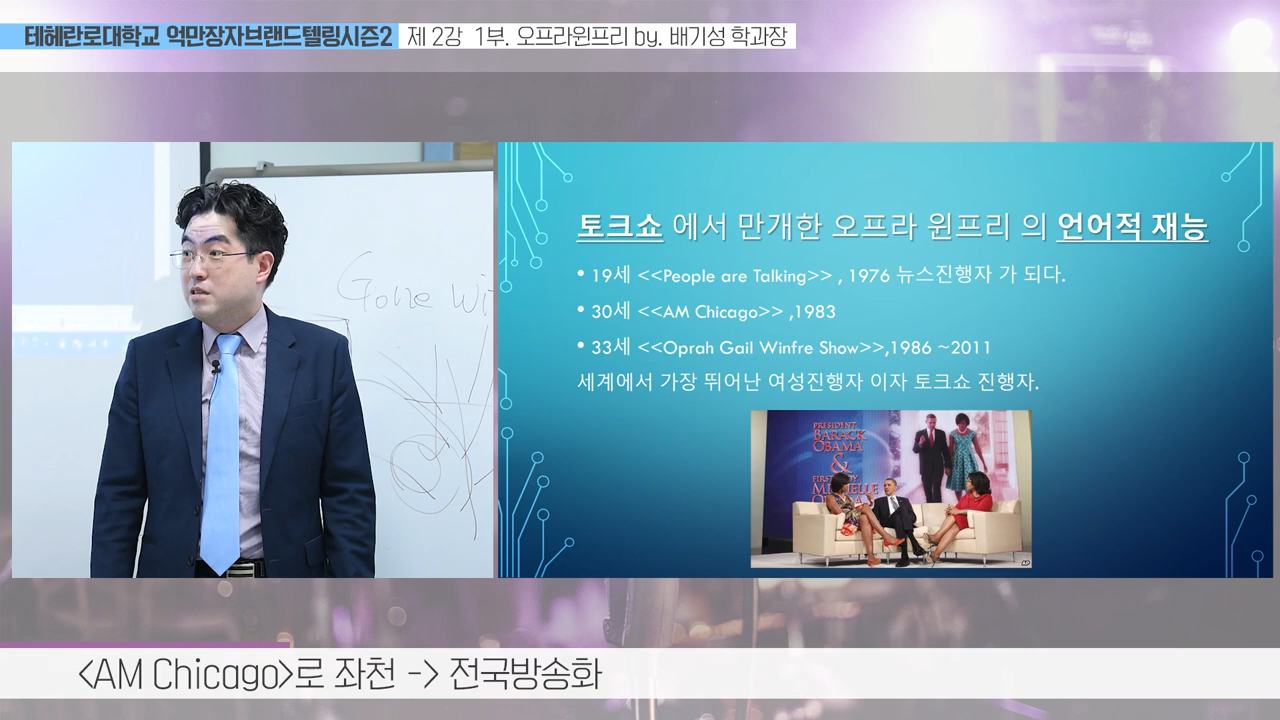 테헤란로대학교 억만장자브랜드텔링시즌2 제 2강 1부. 오프라윈프리 by. 배기성 학과장
Gone wi
토크쇼 에서 만개한 오프라 윈프리 의 언어적 재능
• 19세 <<People are Talking>> , 1976 뉴스진행자 가 되다.
• 30세 <<AM Chicago>> ,1983
• 33세 <<Oprah Gail Winfre Show>>,1986 ~2011
세계에서 가장 뛰어난 여성진행자 이자 토크쇼 진행자.
PRESIDENT
BARACK
OBAMA
&
MICHELLE
OBAMA
AP
<AM Chicago>로 좌천 -> 전국방송화